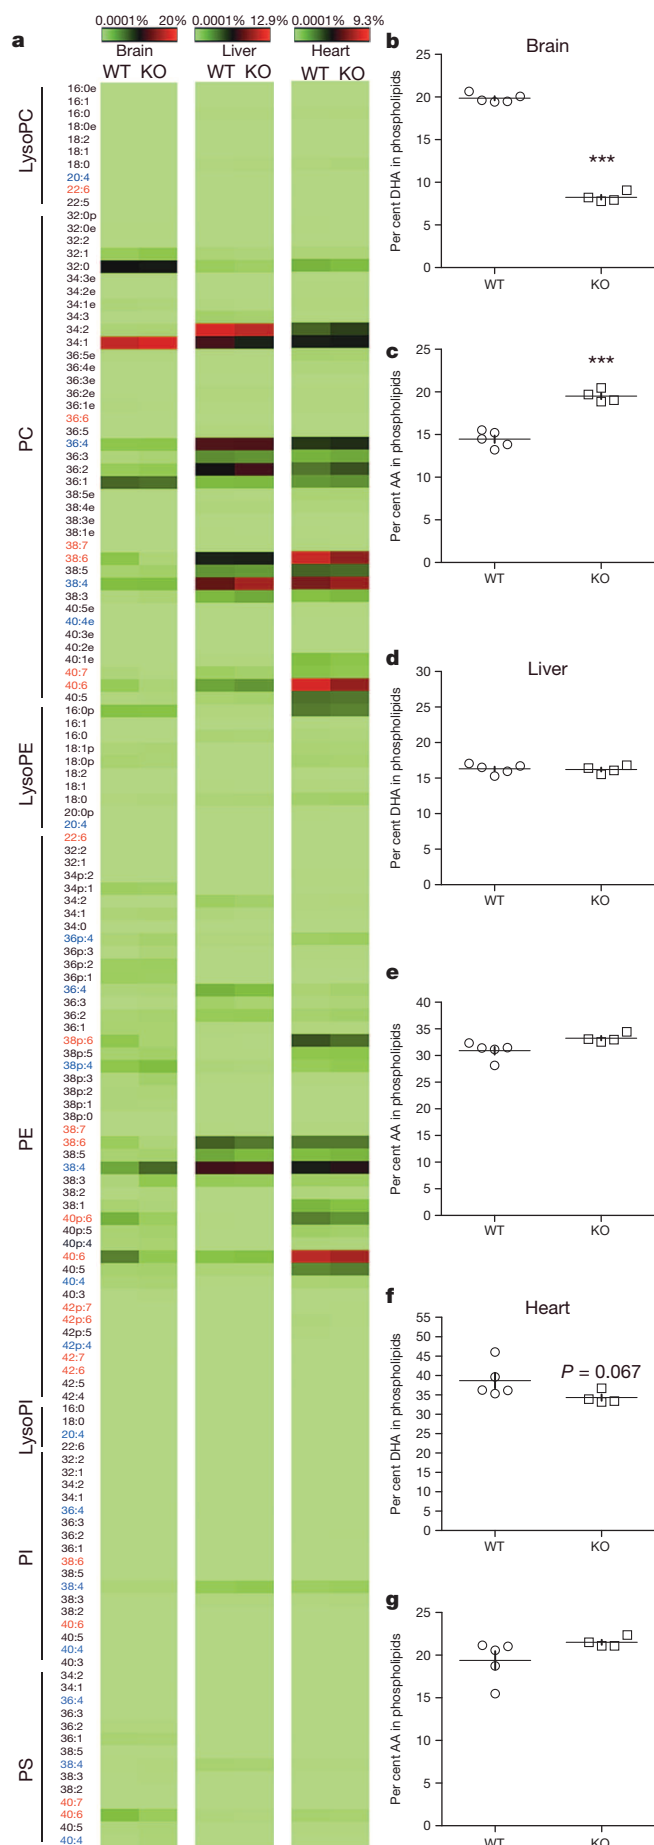 a
0.0001% 20%
0.0001% 12.9%
0.0001% 9.3%
Brain
Liver
Heart
WT KO
WT KO
WT KO
LysoPC
16:0e
16:1
16:0
18:0e
18:2
18:1
18:0
20:4
22:6
22:5
PC
32:0p
32:0e
32:2
32:1
32:0
34:3e
34:2e
34:1e
34:3
34:2
34:1
36:5e
36:4e
36:3e
36:2e
36:1e
36:6
36:5
36:4
36:3
36:2
36:1
38:5e
38:4e
38:3e
38:1e
38:7
38:6
38:5
38:4
38:3
40:5e
40:4e
40:3e
40:2e
40:1e
40:7
40:6
40:5
LysoPE
16:0p
16:1
16:0
18:1p
18:0p
18:2
18:1
18:0
20:0p
20:4
22:6
PE
32:2
32:1
34p:2
34p:1
34:2
34:1
34:0
36p:4
36p:3
36p:2
36p:1
36:4
36:3
36:2
36:1
38p:6
38p:5
38p:4
38p:3
38p:2
38p:1
38p:0
38:7
38:6
38:5
38:4
38:3
38:2
38:1
40p:6
40p:5
40p:4
40:6
40:5
40:4
40:3
42p:7
42p:6
42p:5
42p:4
42:7
42:6
42:5
42:4
LysoPI
16:0
18:0
20:4
22:6
PI
32:2
32:1
34:2
34:1
36:4
36:3
36:2
36:1
38:6
38:5
38:4
38:3
38:2
40:6
40:5
40:4
40:3
PS
34:2
34:1
36:4
36:3
36:2
36:1
38:5
38:4
38:3
38:2
40:7
40:6
40:5
40:4
b
Brain
Per cent DHA in phospholipids
25
20
15
10
5
0
***
WT
KO
c
Per cent AA in phospholipids
25
20
15
10
5
0
***
WT
KO
d
Liver
Per cent DHA in phospholipids
30
25
20
15
10
5
0
WT
KO
e
Per cent AA in phospholipids
40
35
30
25
20
15
10
5
0
WT
KO
f
Heart
Per cent DHA in phospholipids
55
50
45
40
35
30
25
20
15
10
5
0
P = 0.067
WT
KO
g
Per cent AA in phospholipids
25
20
15
10
5
0
WT
KO